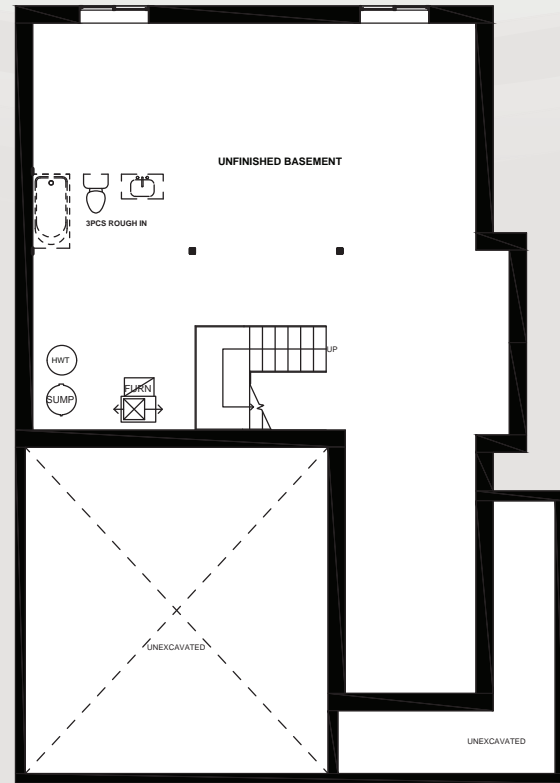 UNFINISHED BASEMENT
3PCS ROUGH IN
UP
HWT
FURN
SUMP
UNEXCAVATED
UNEXCAVATED